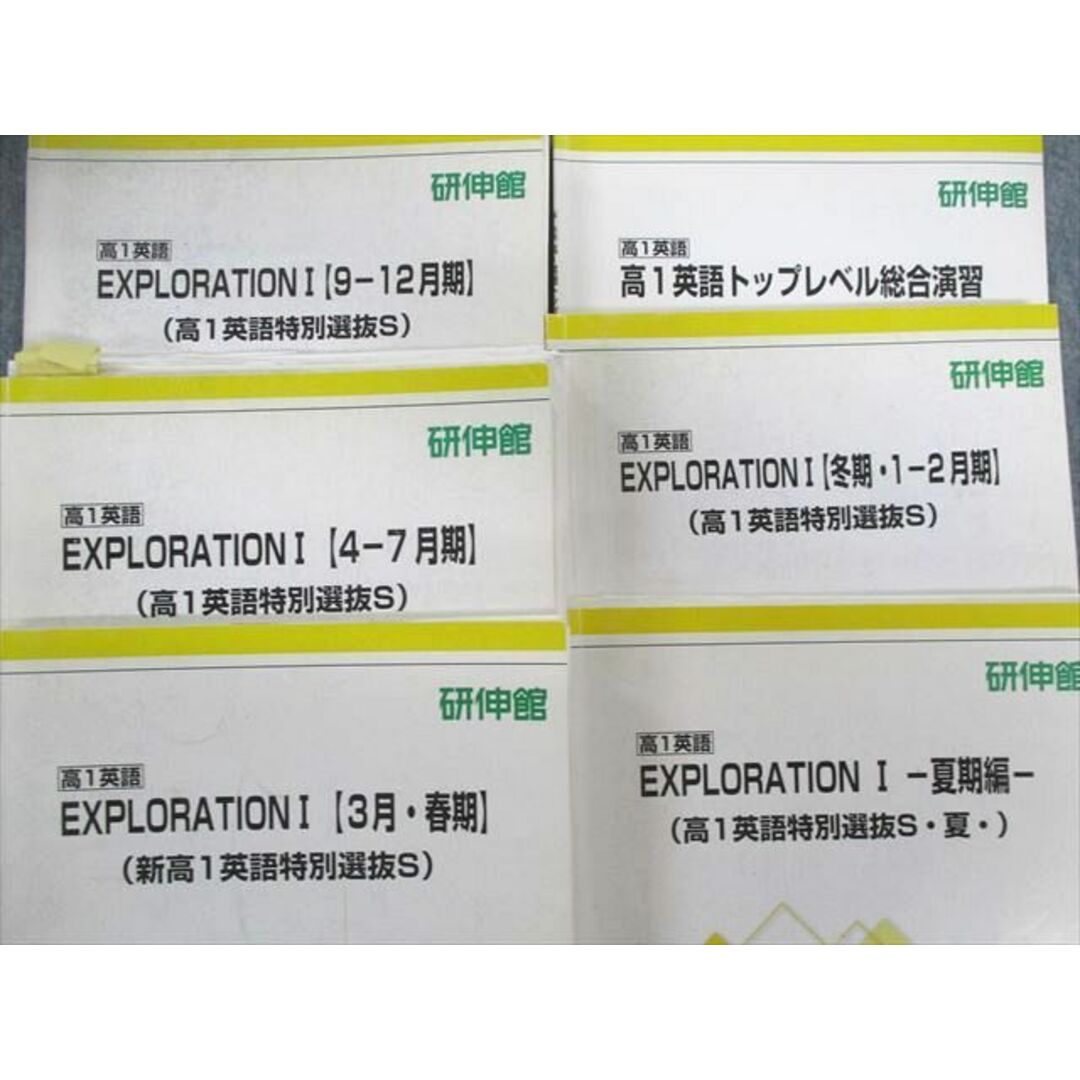 研伸館
高1英語
EXPLORATION I【9−12月期】
（高1英語特別選抜S）
研伸館
高1英語
高1英語トップレベル総合演習
研伸館
高1英語
EXPLORATION I【4−7月期】
（高1英語特別選抜S）
研伸館
高1英語
EXPLORATION I【冬期・1−2月期】
（高1英語特別選抜S）
研伸館
高1英語
EXPLORATION I【3月・春期】
（新高1英語特別選抜S）
研伸館
高1英語
EXPLORATION I −夏期編−
（高1英語特別選抜S・夏・）